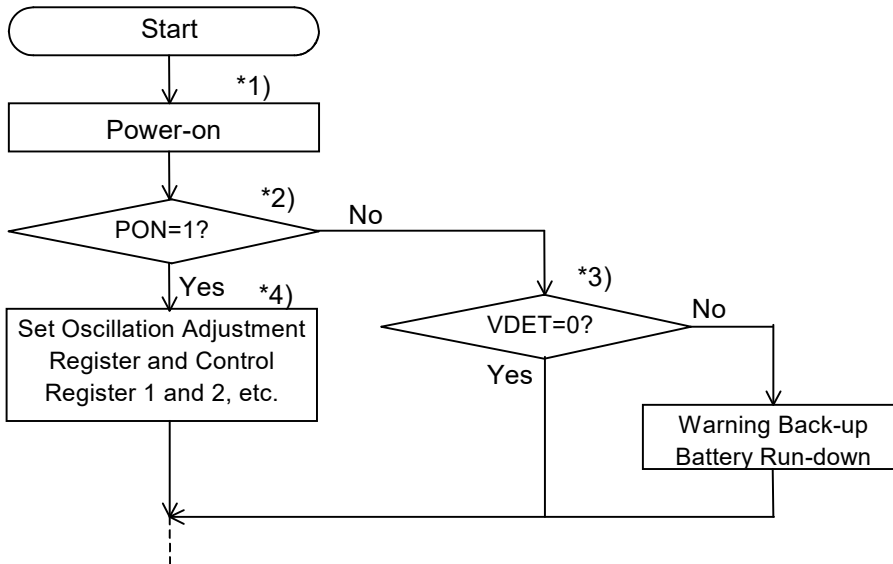 Start
*1)
Power-on
*2)
PON=1?
No
Yes
*4)
Set Oscillation Adjustment
Register and Control
Register 1 and 2, etc.
*3)
VDET=0?
No
Yes
Warning Back-up
Battery Run-down